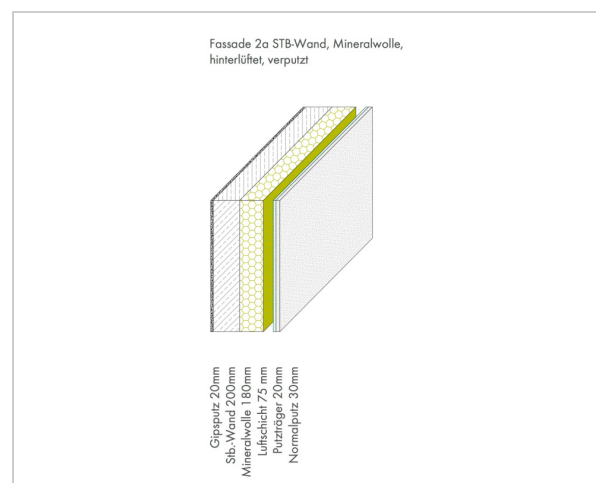 Fassade 2a STB-Wand, Mineralwolle,
hinterlüftet, verputzt
Gipsputz 20mm
Stb.-Wand 200mm
Mineralwolle 180mm
Luftschicht 75 mm
Putzträger 20mm
Normalputz 30mm